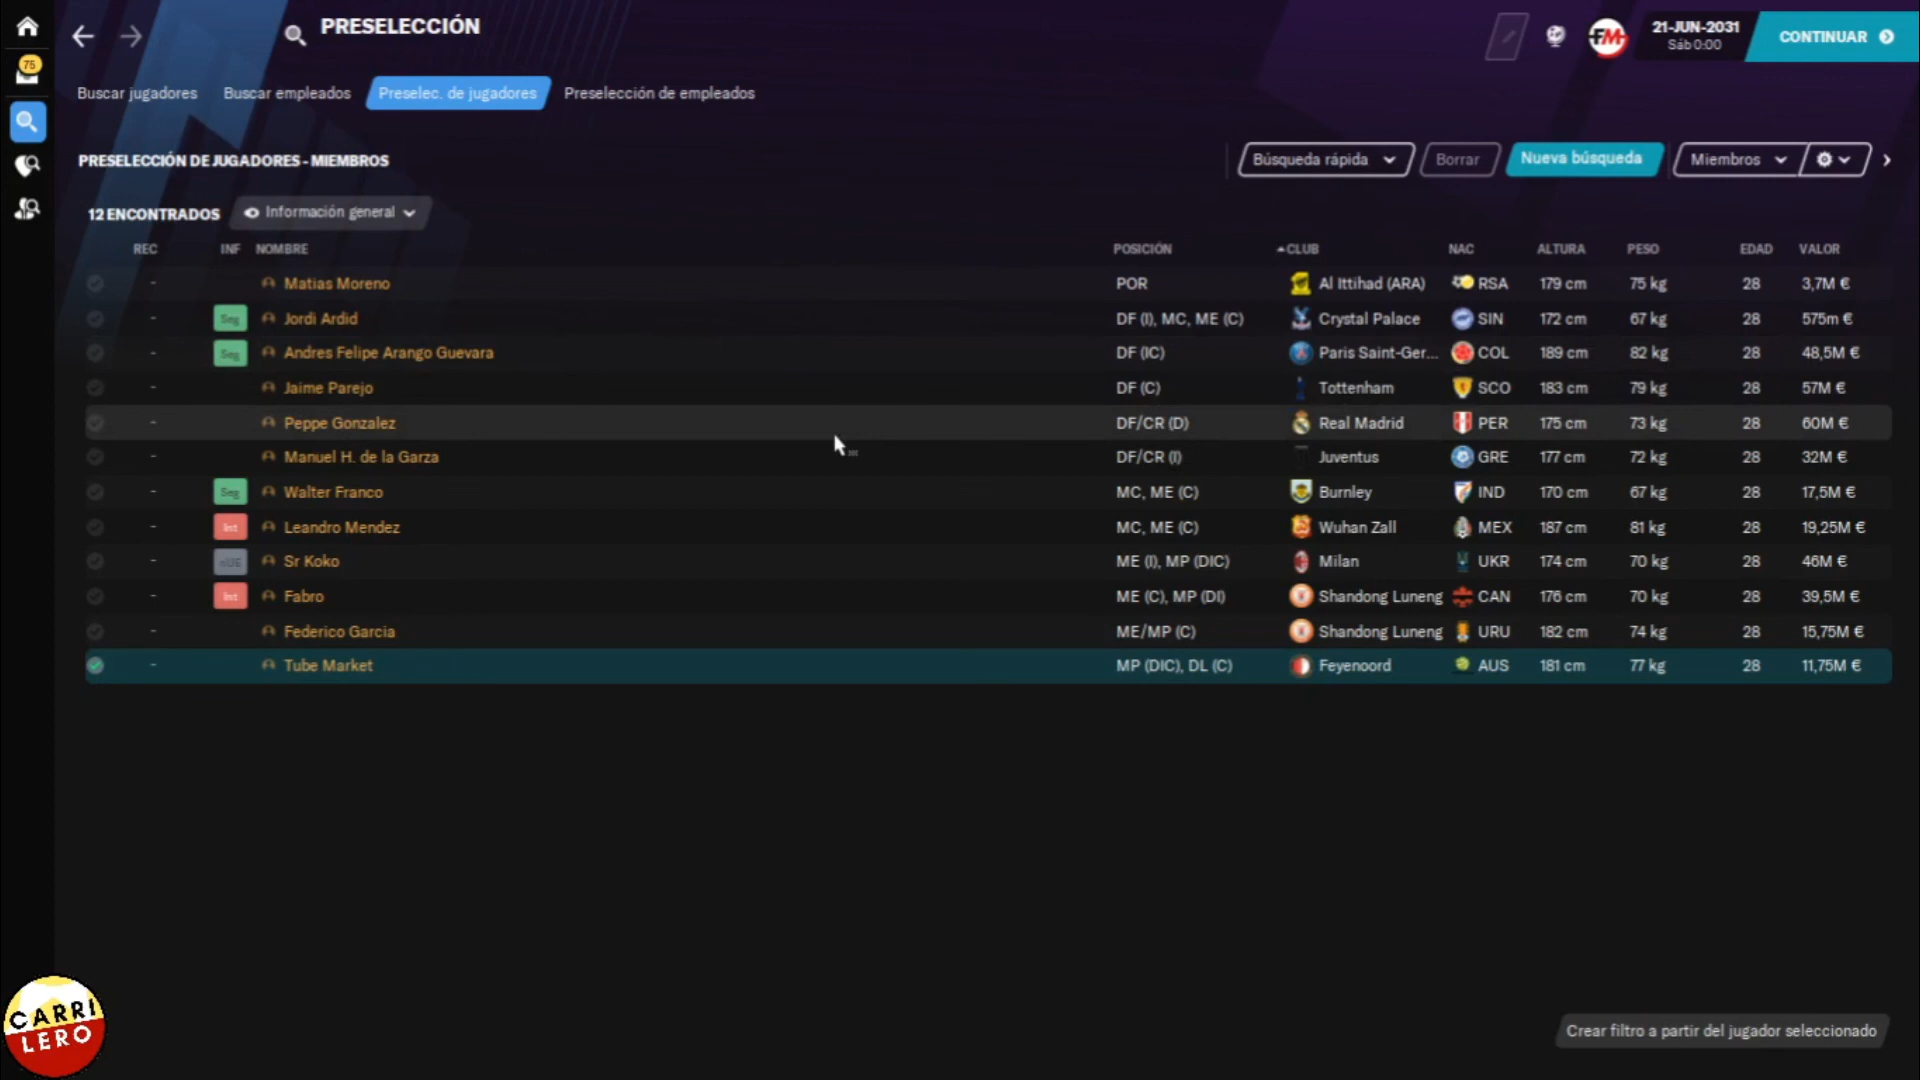 PRESELECCIÓN
FM
21-JUN-2031
Sáb 0:00
CONTINUAR
75
Buscar jugadores Buscar empleados Preselec. de jugadores Preselección de empleados
PRESELECCIÓN DE JUGADORES - MIEMBROS
Búsqueda rápida Borrar Nueva búsqueda Miembros
12 ENCONTRADOS Información general
REC INF NOMBRE POSICIÓN CLUB NAC ALTURA PESO EDAD VALOR
- Matias Moreno POR Al Ittihad (ARA) RSA 179 cm 75 kg 28 3,7M €
- Seg Jordi Ardid DF (I), MC, ME (C) Crystal Palace SIN 172 cm 67 kg 28 575m €
- Seg Andres Felipe Arango Guevara DF (IC) Paris Saint-Ger... COL 189 cm 82 kg 28 48,5M €
- Jaime Parejo DF (C) Tottenham SCO 183 cm 79 kg 28 57M €
- Peppe Gonzalez DF/CR (D) Real Madrid PER 175 cm 73 kg 28 60M €
- Manuel H. de la Garza DF/CR (I) Juventus GRE 177 cm 72 kg 28 32M €
- Seg Walter Franco MC, ME (C) Burnley IND 170 cm 67 kg 28 17,5M €
- Int Leandro Mendez MC, ME (C) Wuhan Zall MEX 187 cm 81 kg 28 19,25M €
- nUE Sr Koko ME (I), MP (DIC) Milan UKR 174 cm 70 kg 28 46M €
- Int Fabro ME (C), MP (DI) Shandong Luneng CAN 176 cm 70 kg 28 39,5M €
- Federico Garcia ME/MP (C) Shandong Luneng URU 182 cm 74 kg 28 15,75M €
- Tube Market MP (DIC), DL (C) Feyenoord AUS 181 cm 77 kg 28 11,75M €
CARRI
LERO
Crear filtro a partir del jugador seleccionado